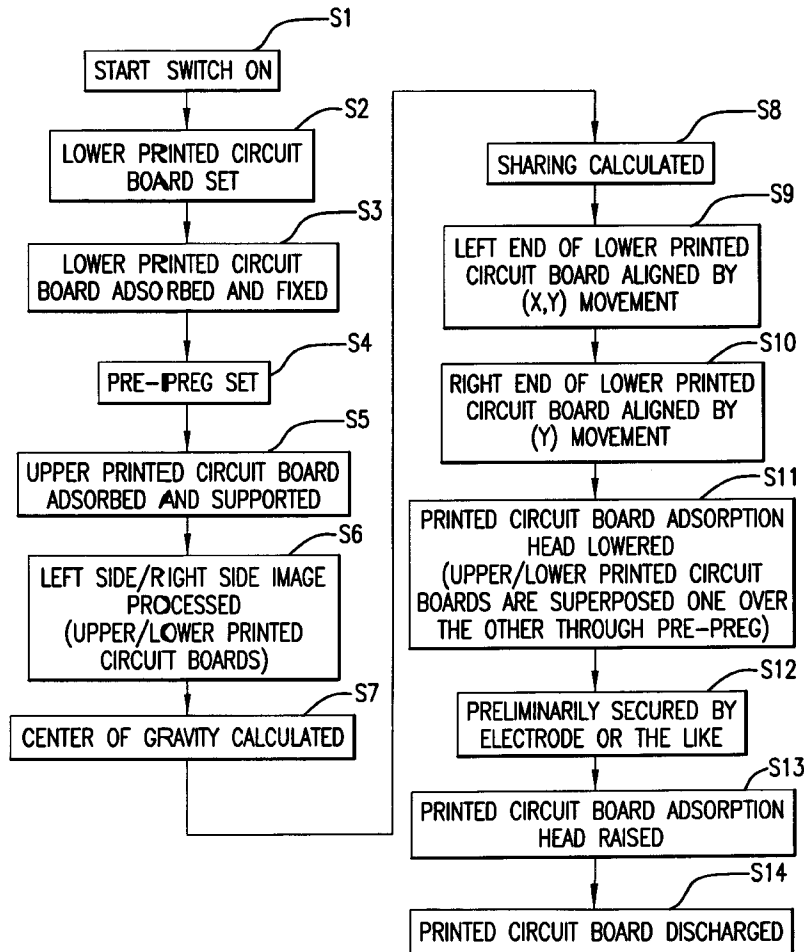 S1
START SWITCH ON
S2
LOWER PRINTED CIRCUIT
BOARD SET
S3
LOWER PRINTED CIRCUIT
BOARD ADSORBED AND FIXED
S4
PRE-PREG SET
S5
UPPER PRINTED CIRCUIT BOARD
ADSORBED AND SUPPORTED
S6
LEFT SIDE/RIGHT SIDE IMAGE
PROCESSED
(UPPER/LOWER PRINTED
CIRCUIT BOARDS)
S7
CENTER OF GRAVITY CALCULATED
S8
SHARING CALCULATED
S9
LEFT END OF LOWER PRINTED
CIRCUIT BOARD ALIGNED BY
(X,Y) MOVEMENT
S10
RIGHT END OF LOWER PRINTED
CIRCUIT BOARD ALIGNED BY
(Y) MOVEMENT
S11
PRINTED CIRCUIT BOARD ADSORPTION
HEAD LOWERED
(UPPER/LOWER PRINTED CIRCUIT
BOARDS ARE SUPERPOSED ONE OVER
THE OTHER THROUGH PRE-PREG)
S12
PRELIMINARILY SECURED BY
ELECTRODE OR THE LIKE
S13
PRINTED CIRCUIT BOARD ADSORPTION
HEAD RAISED
S14
PRINTED CIRCUIT BOARD DISCHARGED